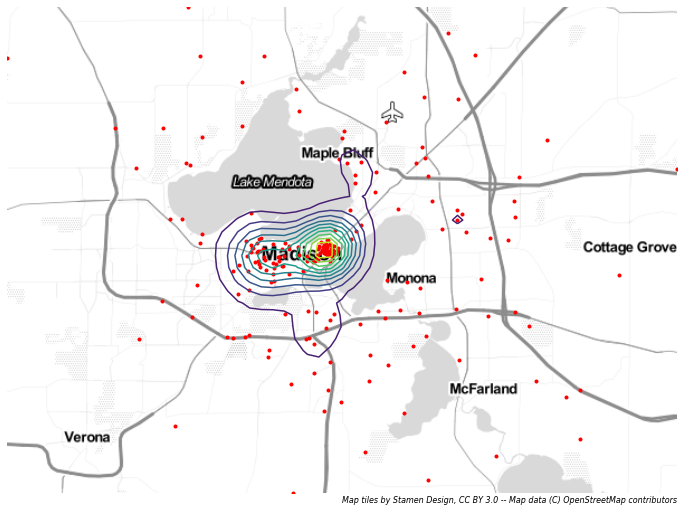 Maple Bluff
Lake Mendota
Madison
Cottage Grove
Monona
McFarland
Verona
Map tiles by Stamen Design, CC BY 3.0 -- Map data (C) OpenStreetMap contributors